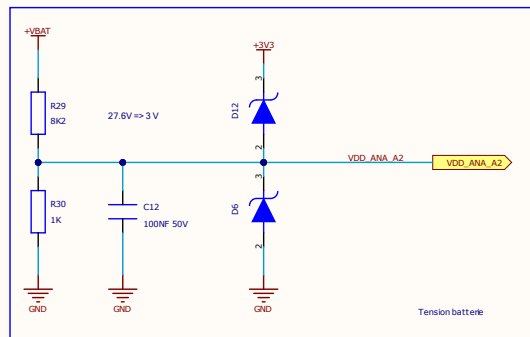 +VBAT
+3V3
3
R29
8K2
27.6V => 3 V
D12
2
VDD_ANA_A2
VDD_ANA_A2
3
R30
1K
C12
100NF 50V
D6
2
GND
GND
GND
Tension batterie